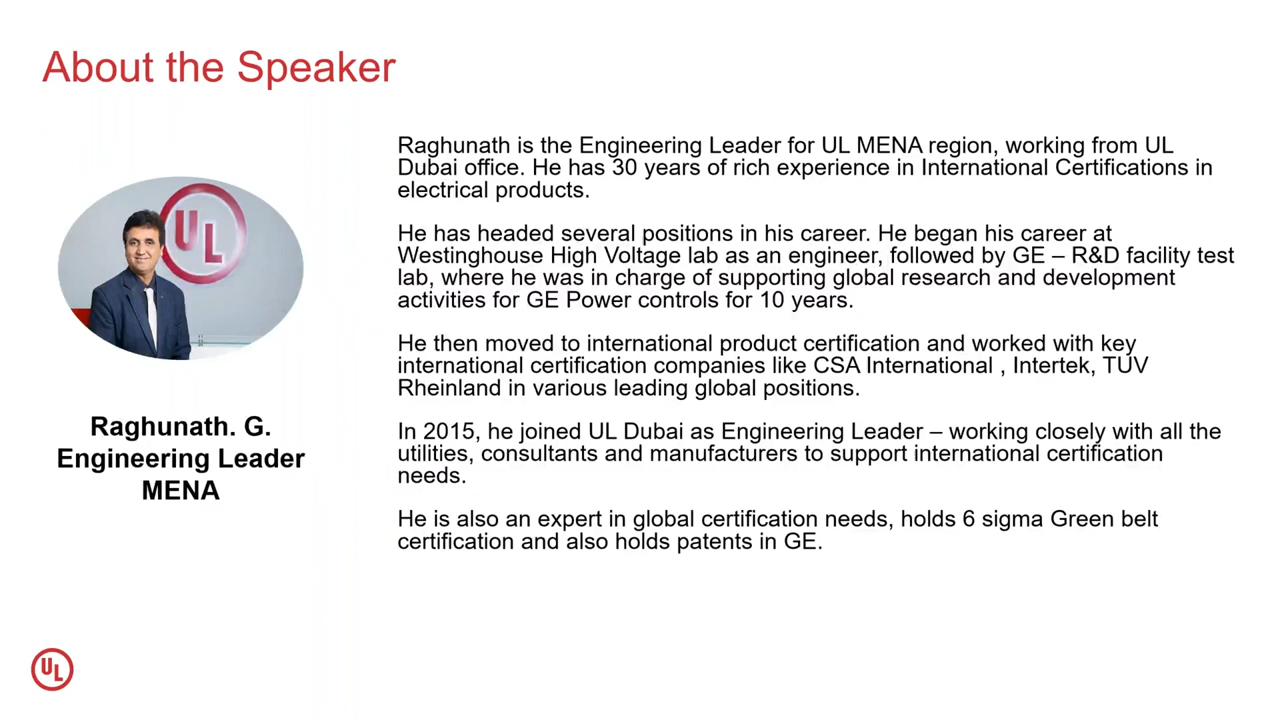 About the Speaker
UL
Raghunath. G.
Engineering Leader
MENA
Raghunath is the Engineering Leader for UL MENA region, working from UL
Dubai office. He has 30 years of rich experience in International Certifications in
electrical products.
He has headed several positions in his career. He began his career at
Westinghouse High Voltage lab as an engineer, followed by GE – R&D facility test
lab, where he was in charge of supporting global research and development
activities for GE Power controls for 10 years.
He then moved to international product certification and worked with key
international certification companies like CSA International , Intertek, TUV
Rheinland in various leading global positions.
In 2015, he joined UL Dubai as Engineering Leader – working closely with all the
utilities, consultants and manufacturers to support international certification
needs.
He is also an expert in global certification needs, holds 6 sigma Green belt
certification and also holds patents in GE.
UL